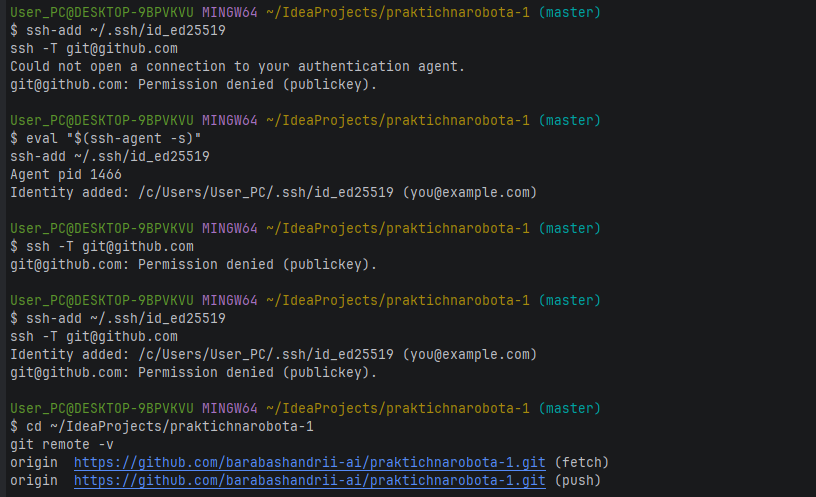 User_PC@DESKTOP-9BPVKVU MINGW64 ~/IdeaProjects/praktichnarobota-1 (master)
$ ssh-add ~/.ssh/id_ed25519
ssh -T git@github.com
Could not open a connection to your authentication agent.
git@github.com: Permission denied (publickey).
User_PC@DESKTOP-9BPVKVU MINGW64 ~/IdeaProjects/praktichnarobota-1 (master)
$ eval "$(ssh-agent -s)"
ssh-add ~/.ssh/id_ed25519
Agent pid 1466
Identity added: /c/Users/User_PC/.ssh/id_ed25519 (you@example.com)
User_PC@DESKTOP-9BPVKVU MINGW64 ~/IdeaProjects/praktichnarobota-1 (master)
$ ssh -T git@github.com
git@github.com: Permission denied (publickey).
User_PC@DESKTOP-9BPVKVU MINGW64 ~/IdeaProjects/praktichnarobota-1 (master)
$ ssh-add ~/.ssh/id_ed25519
ssh -T git@github.com
Identity added: /c/Users/User_PC/.ssh/id_ed25519 (you@example.com)
git@github.com: Permission denied (publickey).
User_PC@DESKTOP-9BPVKVU MINGW64 ~/IdeaProjects/praktichnarobota-1 (master)
$ cd ~/IdeaProjects/praktichnarobota-1
git remote -v
origin  https://github.com/barabashandrii-ai/praktichnarobota-1.git (fetch)
origin  https://github.com/barabashandrii-ai/praktichnarobota-1.git (push)